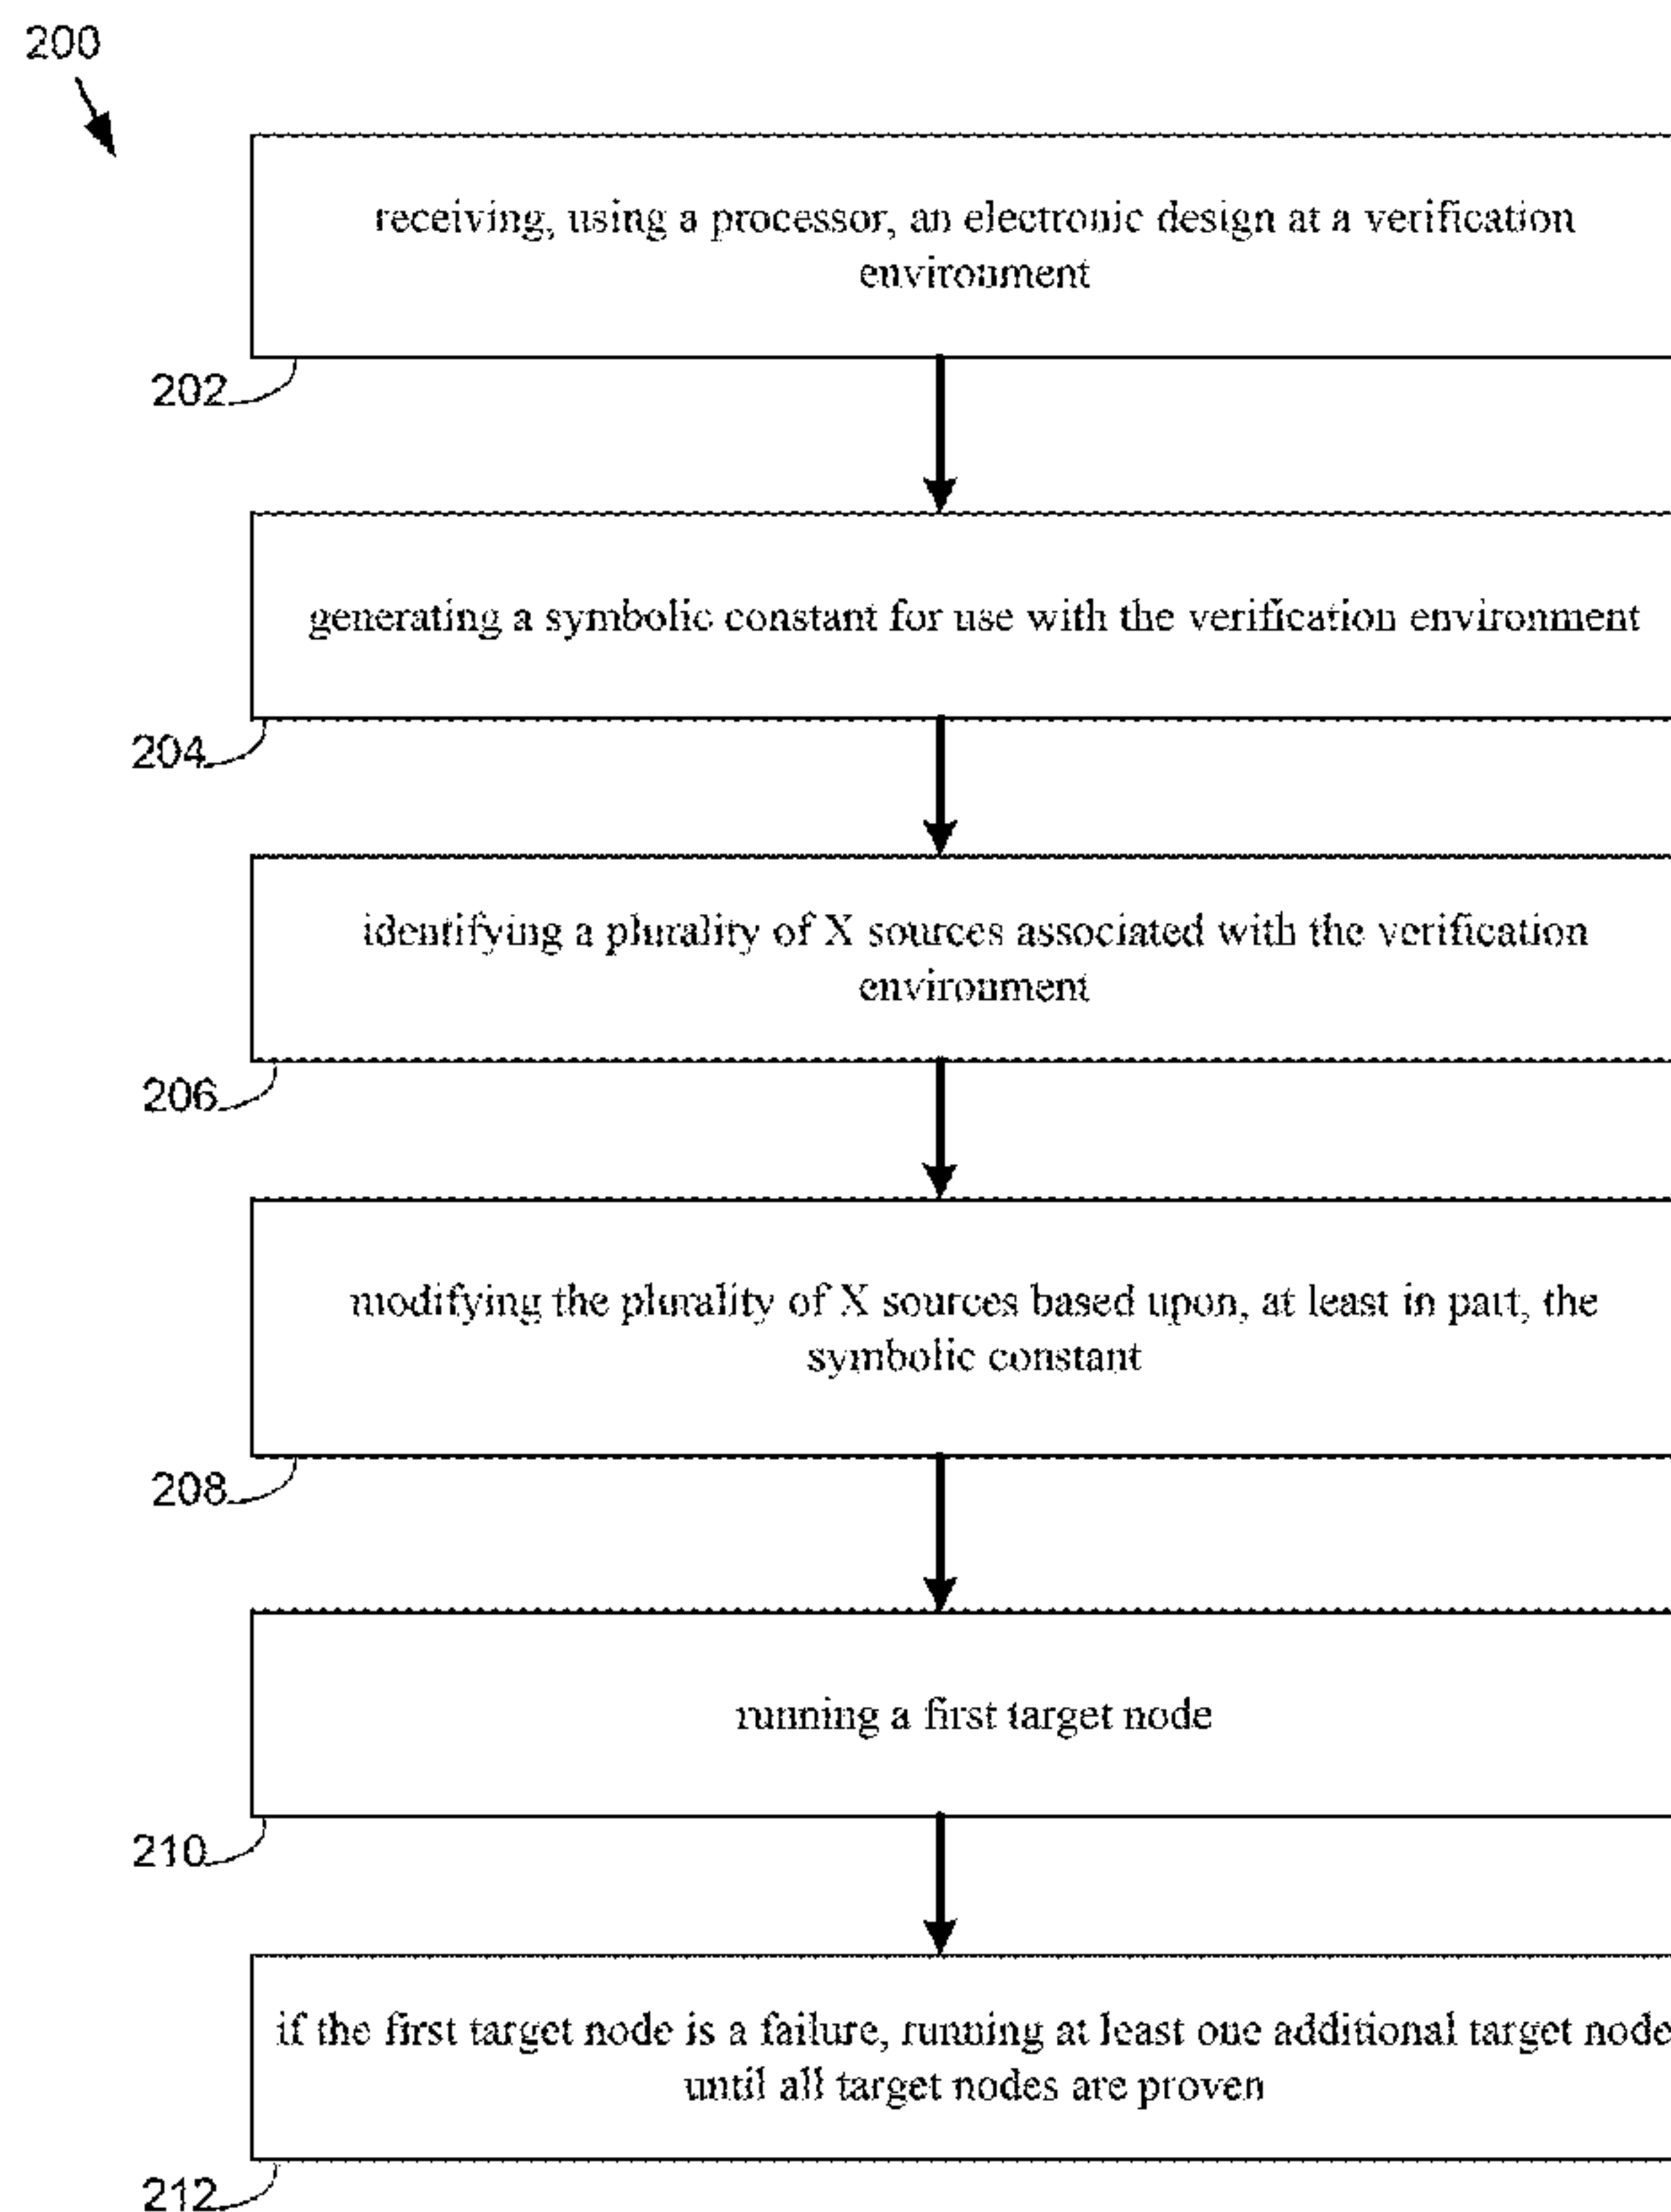 200
receiving, using a processor, an electronic design at a verification
environment
202
generating a symbolic constant for use with the verification environment
204
identifying a plurality of X sources associated with the verification
environment
206
modifying the plurality of X sources based upon, at least in part, the
symbolic constant
208
running a first target node
210
if the first target node is a failure, running at least one additional target node
until all target nodes are proven
212